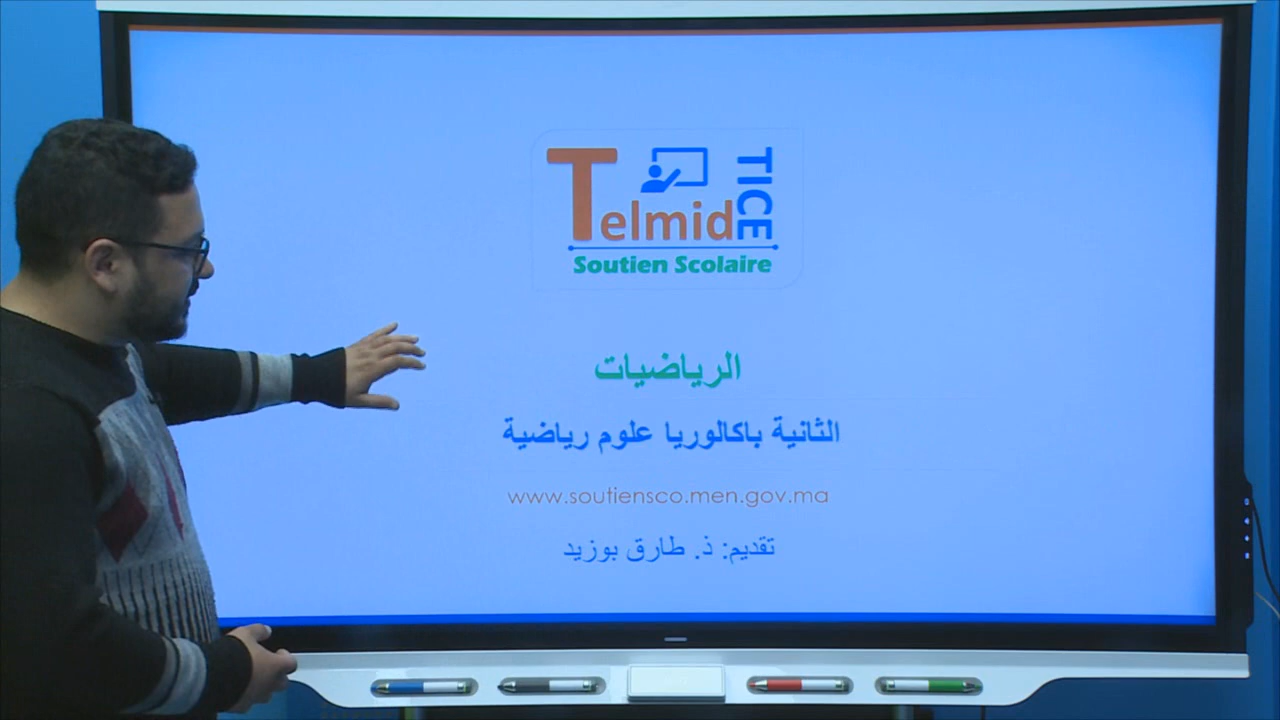 Telmid TICE
Soutien Scolaire
الرياضيات
الثانية باكالوريا علوم رياضية
www.soutiensco.men.gov.ma
تقديم: ذ. طارق بوزيد